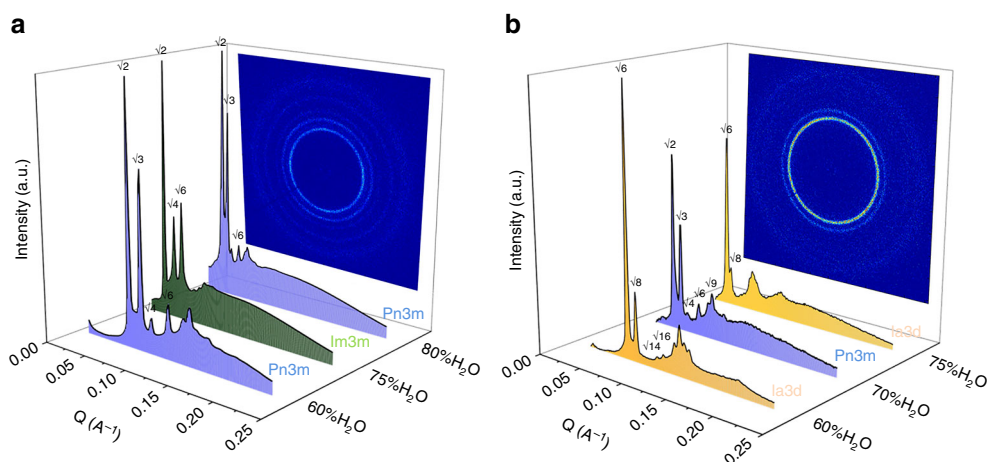 a
√2
√3
√4
√6
Pn3m
√2
√4
√6
Im3m
√2
√3
√6
Pn3m
Intensity (a.u.)
0.00
0.05
0.10
0.15
0.20
0.25
Q (A⁻¹)
60%H₂O
75%H₂O
80%H₂O
b
√6
√8
√14
√16
Ia3d
√2
√3
√4
√6
√9
Pn3m
√6
√8
Ia3d
Intensity (a.u.)
0.00
0.05
0.10
0.15
0.20
0.25
Q (A⁻¹)
60%H₂O
70%H₂O
75%H₂O